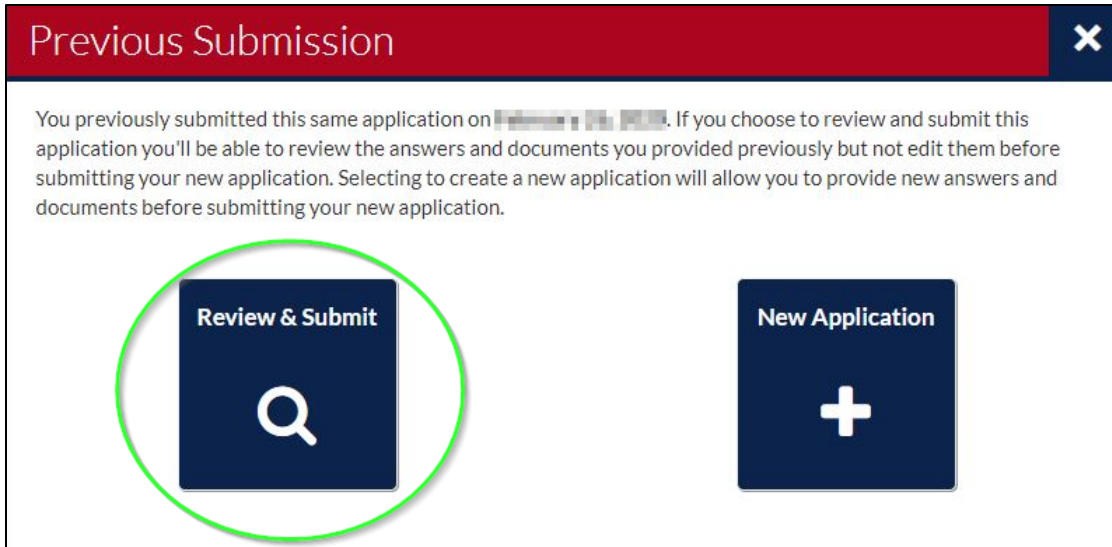 Previous Submission
You previously submitted this same application on . If you choose to review and submit this
application you'll be able to review the answers and documents you provided previously but not edit them before
submitting your new application. Selecting to create a new application will allow you to provide new answers and
documents before submitting your new application.
Review & Submit
New Application